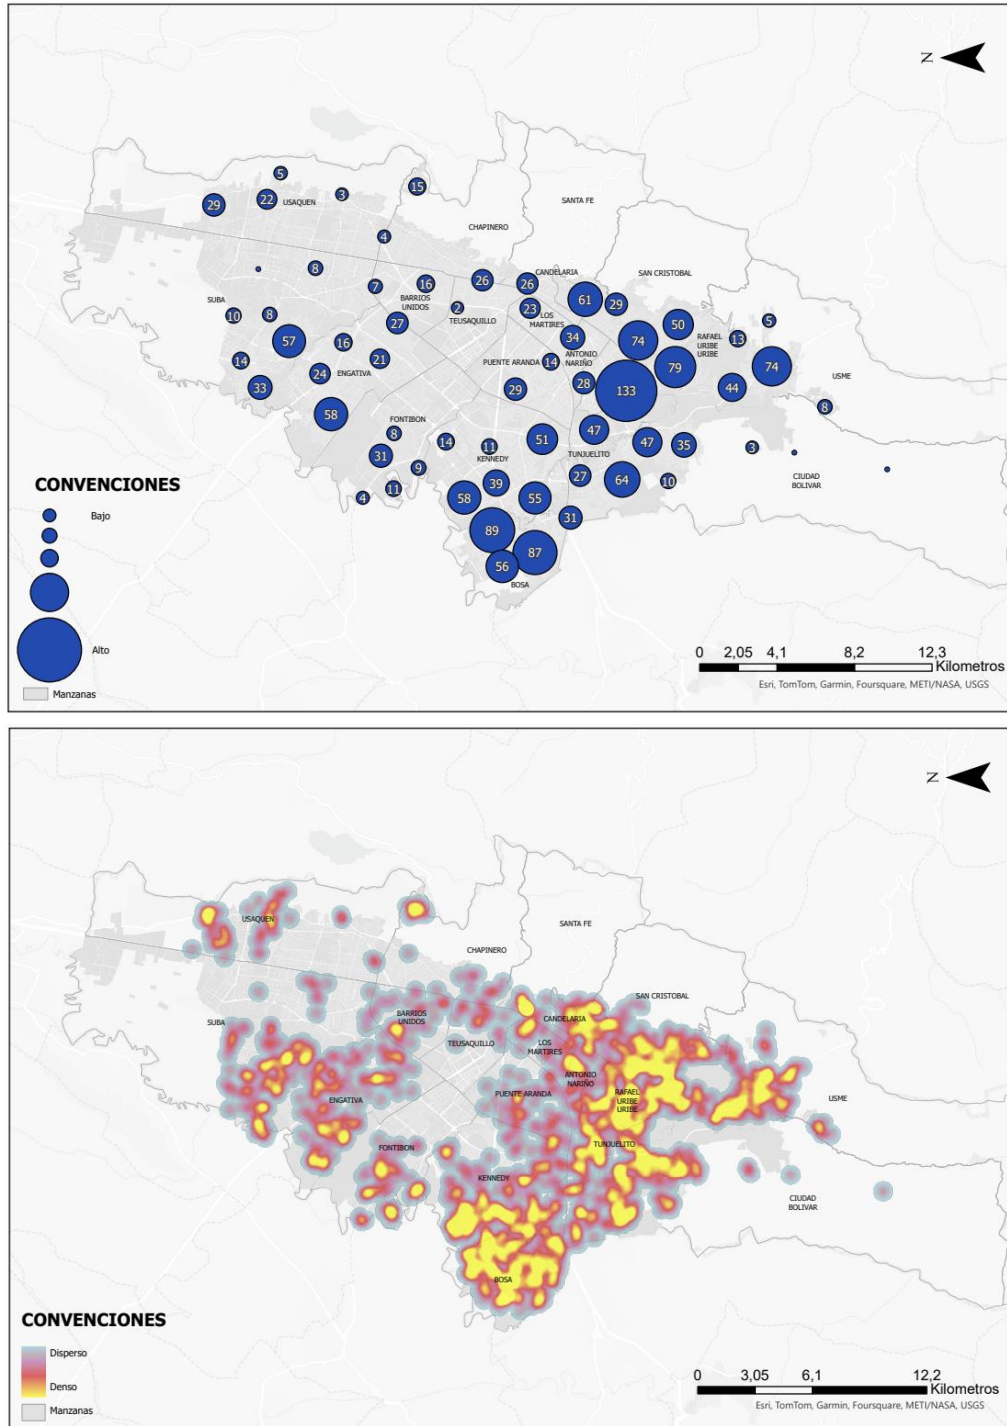 N
5
15
22
3
29
USAQUEN
SANTA FE
CHAPINERO
4
8
7
16
26
26
CANDELARIA
SAN CRISTOBAL
SUBA
10
8
BARRIOS
UNIDOS
2
TEUSAQUILLO
23
LOS
MARTIRES
61
29
27
50
5
57
16
34
74
RAFAEL
URIBE
URIBE
13
14
21
PUENTE ARANDA
14
ANTONIO
NARIÑO
79
74
USME
33
24
ENGATIVA
29
28
133
44
58
FONTIBON
8
8
14
11
51
47
47
35
3
31
9
KENNEDY
TUNJUELITO
CIUDAD
BOLIVAR
4
11
58
39
55
27
64
10
89
31
87
56
BOSA
CONVENCIONES
Bajo
Alto
Manzanas
0 2,05 4,1 8,2 12,3
Kilometros
Esri, TomTom, Garmin, Foursquare, METI/NASA, USGS
N
USAQUEN
SANTA FE
CHAPINERO
SAN CRISTOBAL
SUBA
BARRIOS
UNIDOS
CANDELARIA
TEUSAQUILLO
LOS
MARTIRES
ANTONIO
NARIÑO
PUENTE ARANDA
RAFAEL
URIBE
URIBE
USME
ENGATIVA
FONTIBON
TUNJUELITO
KENNEDY
CIUDAD
BOLIVAR
BOSA
CONVENCIONES
Disperso
Denso
Manzanas
0 3,05 6,1 12,2
Kilometros
Esri, TomTom, Garmin, Foursquare, METI/NASA, USGS